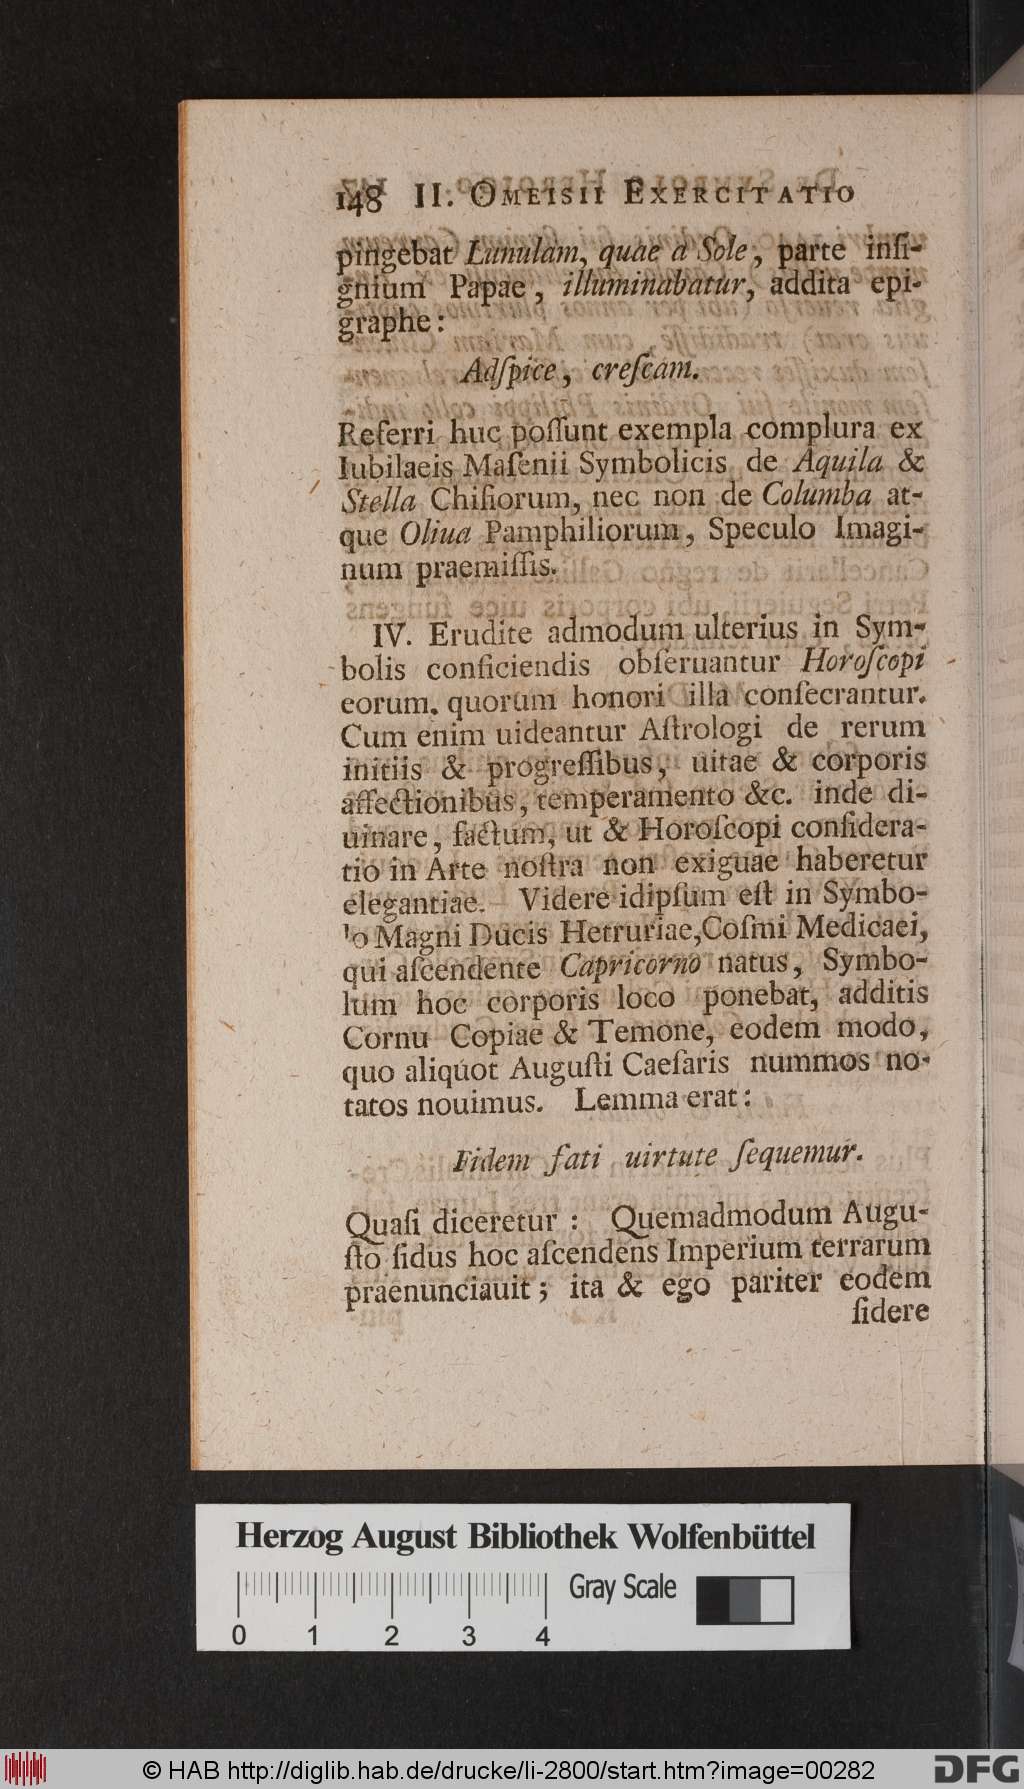 148 II. OMEISII EXERCITATIO
pingebat Lunulam, quae a Sole, parte inſi-
gnium Papae, illuminabatur, addita epi-
graphe:
Adſpice, creſcam.
Referri huc poſſunt exempla complura ex
Iubilaeis Maſenii Symbolicis de Aquila &
Stella Chiſiorum, nec non de Columba at-
que Oliua Pamphiliorum, Speculo Imagi-
num praemiſſis.
IV. Erudite admodum ulterius in Sym-
bolis conficiendis obſeruantur Horoſcopi
eorum. quorum honori illa conſecrantur.
Cum enim uideantur Aſtrologi de rerum
initiis & progreſſibus, uitae & corporis
affectionibus, temperamento &c. inde di-
uinare, factum, ut & Horoſcopi conſidera-
tio in Arte noſtra non exiguae haberetur
elegantiae. Videre idipſum eſt in Symbo-
lo Magni Ducis Hetruriae, Coſmi Medicaei,
qui aſcendente Capricorno natus, Symbo-
lum hoc corporis loco ponebat, additis
Cornu Copiae & Temone, eodem modo,
quo aliquot Auguſti Caeſaris nummos no-
tatos nouimus. Lemma erat:
Fidem fati uirtute ſequemur.
Quaſi diceretur: Quemadmodum Augu-
ſto ſidus hoc aſcendens Imperium terrarum
praenunciauit; ita & ego pariter eodem
ſidere
Herzog August Bibliothek Wolfenbüttel
Gray Scale
0 1 2 3 4
© HAB http://diglib.hab.de/drucke/li-2800/start.htm?image=00282
DFG